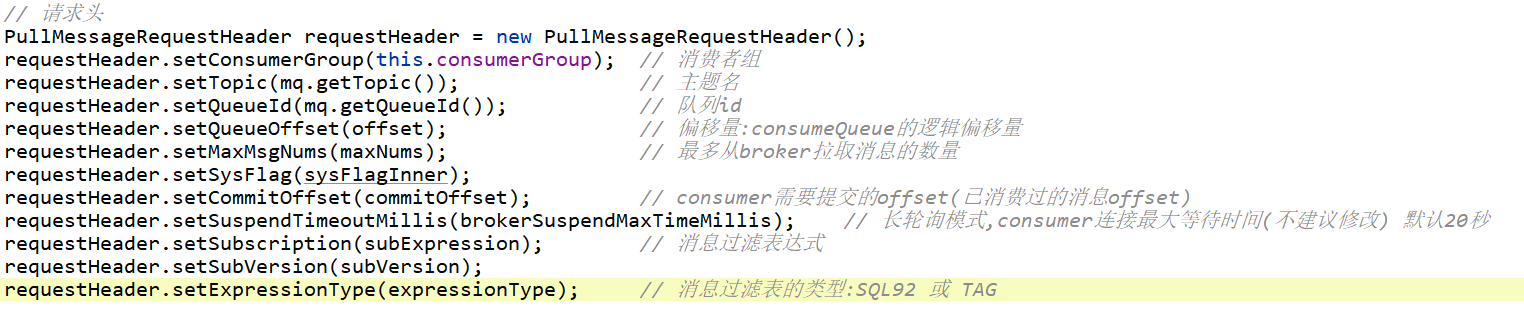 // 请求头
PullMessageRequestHeader requestHeader = new PullMessageRequestHeader();
requestHeader.setConsumerGroup(this.consumerGroup);  // 消费者组
requestHeader.setTopic(mq.getTopic());               // 主题名
requestHeader.setQueueId(mq.getQueueId());           // 队列id
requestHeader.setQueueOffset(offset);                // 偏移量:consumeQueue的逻辑偏移量
requestHeader.setMaxMsgNums(maxNums);                // 最多从broker拉取消息的数量
requestHeader.setSysFlag(sysFlagInner);
requestHeader.setCommitOffset(commitOffset);         // consumer需要提交的offset(已消费过的消息offset)
requestHeader.setSuspendTimeoutMillis(brokerSuspendMaxTimeMillis);    // 长轮询模式,consumer连接最大等待时间(不建议修改) 默认20秒
requestHeader.setSubscription(subExpression);        // 消息过滤表达式
requestHeader.setSubVersion(subVersion);
requestHeader.setExpressionType(expressionType);     // 消息过滤表的类型:SQL92 或 TAG